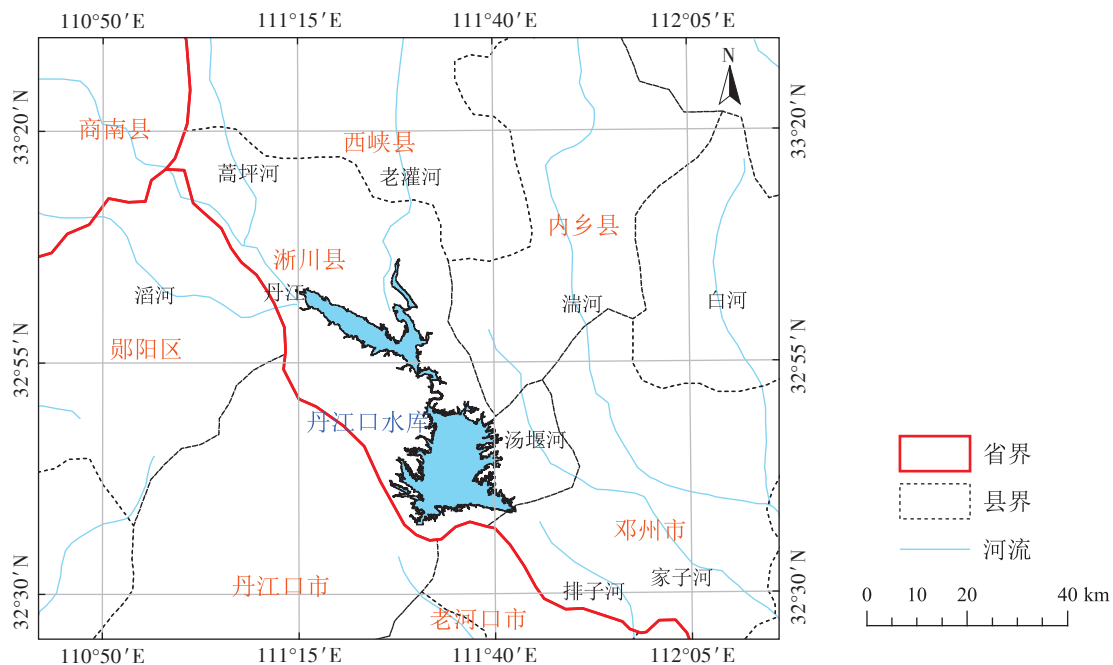 110°50′E
111°15′E
111°40′E
112°05′E
N
33°20′N
33°20′N
商南县
西峡县
蒿坪河
老灌河
内乡县
淅川县
丹江
滔河
湍河
白河
郧阳区
32°55′N
32°55′N
丹江口水库
汤堰河
省界
县界
邓州市
河流
家子河
丹江口市
排子河
32°30′N
32°30′N
老河口市
0 10 20 40 km
110°50′E
111°15′E
111°40′E
112°05′E